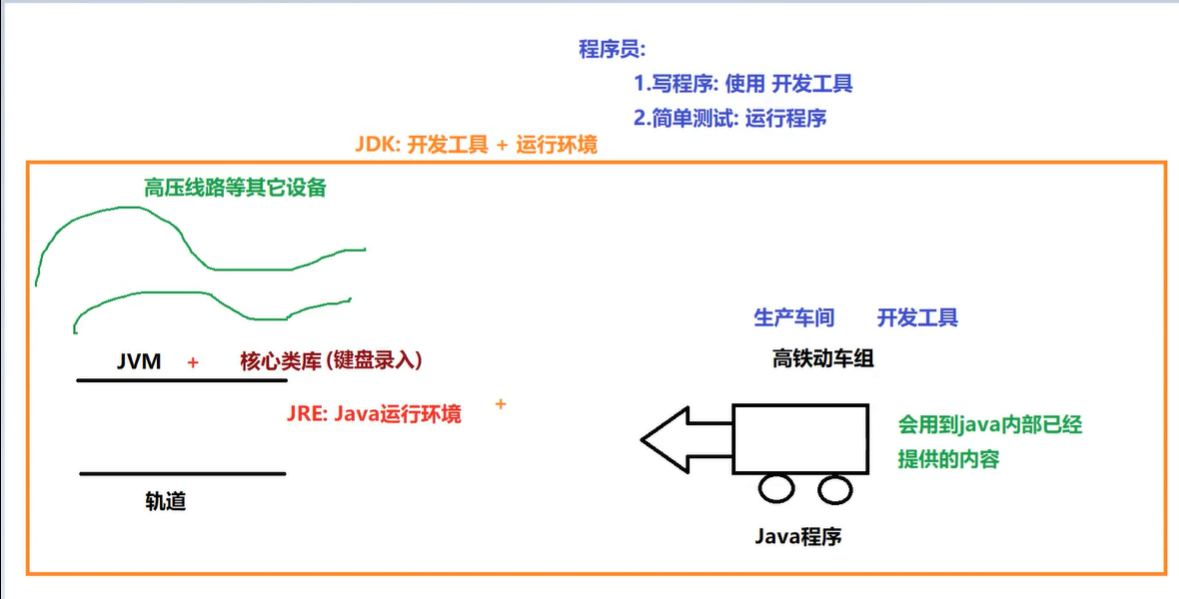 程序员:
1.写程序: 使用 开发工具
2.简单测试: 运行程序
JDK: 开发工具 + 运行环境
高压线路等其它设备
生产车间 开发工具
高铁动车组
JVM + 核心类库(键盘录入)
JRE: Java运行环境 +
会用到java内部已经
提供的内容
轨道
Java程序